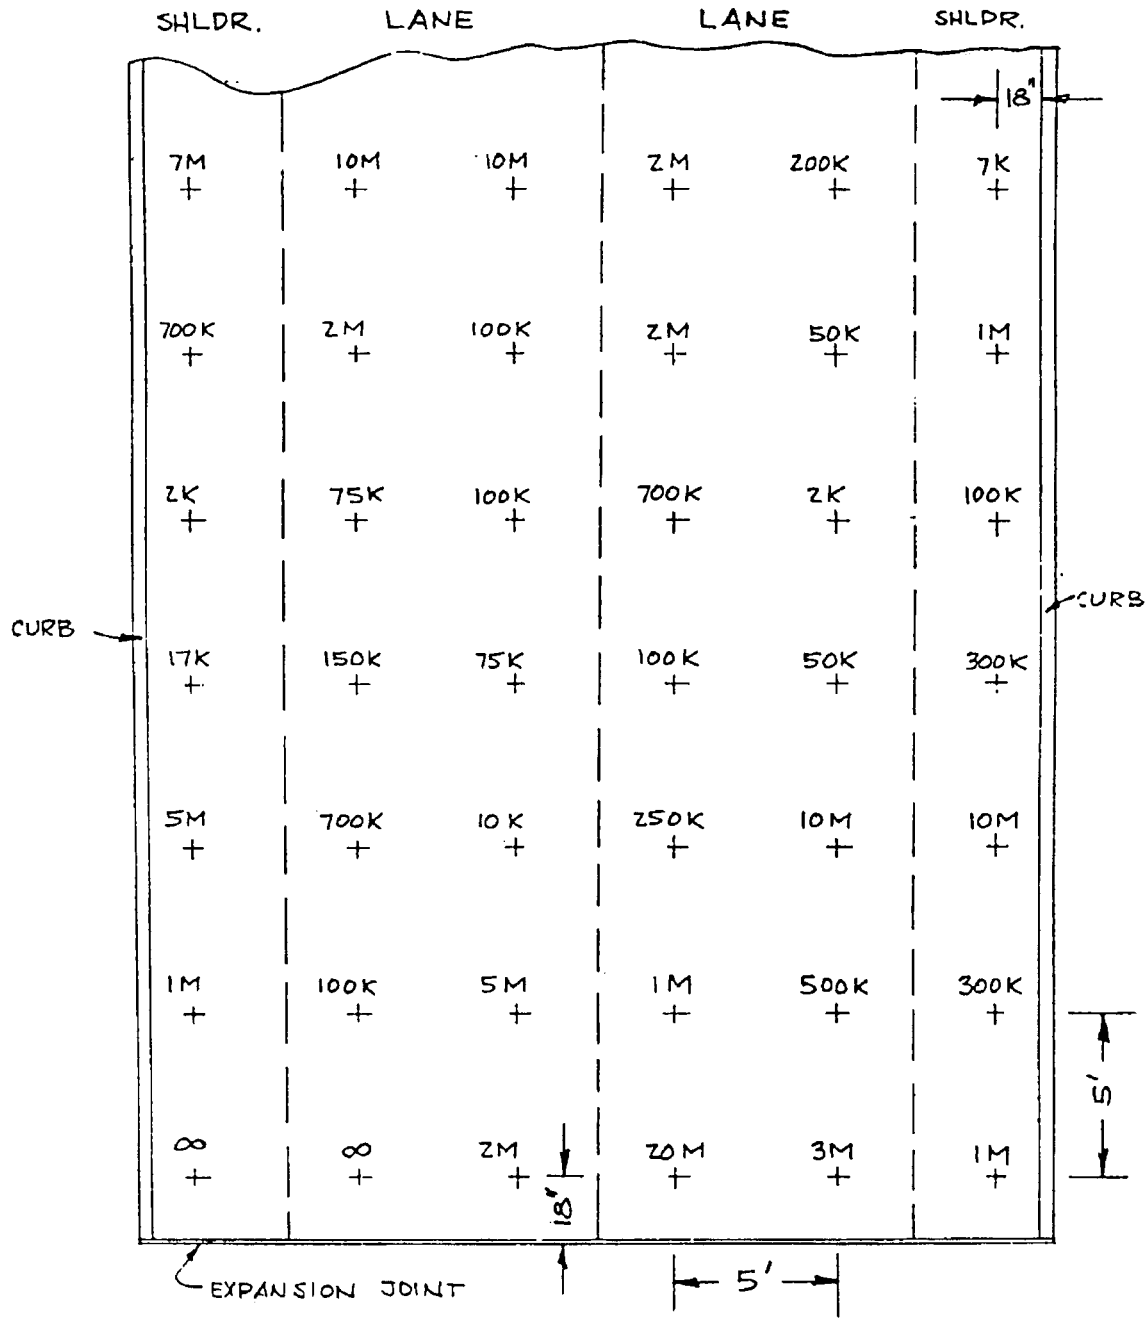 SHLDR. LANE LANE SHLDR.
18"
7M 10M 10M 2M 200K 7K
700K 2M 100K 2M 50K 1M
2K 75K 100K 700K 2K 100K
CURB CURB
17K 150K 75K 100K 50K 300K
5M 700K 10K 250K 10M 10M
1M 100K 5M 1M 500K 300K
5'
∞ ∞ 2M 20M 3M 1M
18"
5'
EXPANSION JOINT